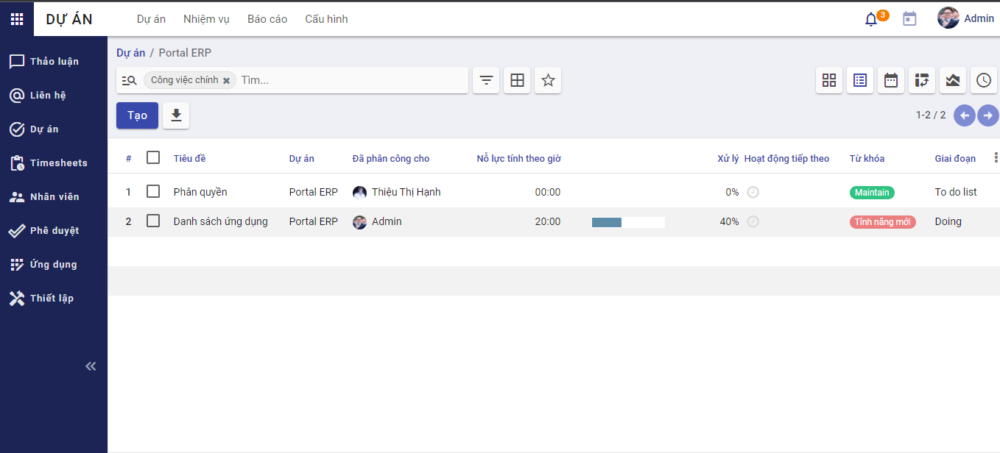 DỰ ÁN
Dự án Nhiệm vụ Báo cáo Cấu hình
3
Admin
Thảo luận
Liên hệ
Dự án
Timesheets
Nhân viên
Phê duyệt
Ứng dụng
Thiết lập
Dự án / Portal ERP
Công việc chính Tìm...
Tạo
1-2 / 2
# Tiêu đề Dự án Đã phân công cho Nỗ lực tính theo giờ Xử lý Hoạt động tiếp theo Từ khóa Giai đoạn
1 Phân quyền Portal ERP Thiệu Thị Hạnh 00:00 0% Maintain To do list
2 Danh sách ứng dụng Portal ERP Admin 20:00 40% Tính năng mới Doing